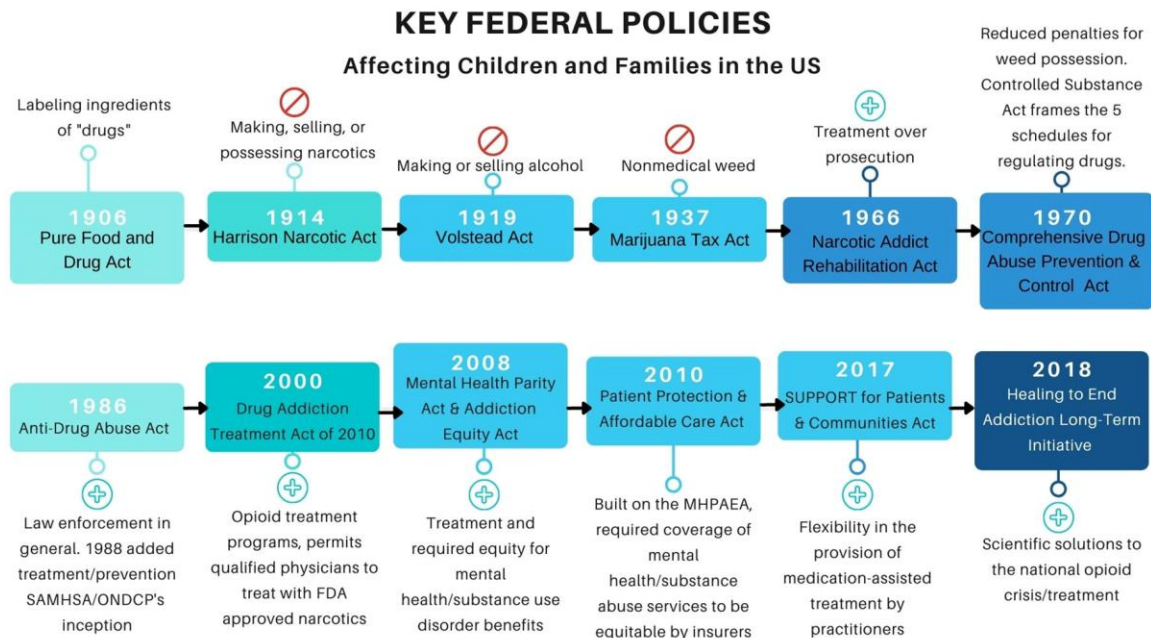 KEY FEDERAL POLICIES
Affecting Children and Families in the US
Labeling ingredients
of "drugs"
Making, selling, or
possessing narcotics
Making or selling alcohol
Nonmedical weed
Treatment over
prosecution
Reduced penalties for
weed possession.
Controlled Substance
Act frames the 5
schedules for
regulating drugs.
1906
Pure Food and
Drug Act
1914
Harrison Narcotic Act
1919
Volstead Act
1937
Marijuana Tax Act
1966
Narcotic Addict
Rehabilitation Act
1970
Comprehensive Drug
Abuse Prevention &
Control Act
1986
Anti-Drug Abuse Act
2000
Drug Addiction
Treatment Act of 2010
2008
Mental Health Parity
Act & Addiction
Equity Act
2010
Patient Protection &
Affordable Care Act
2017
SUPPORT for Patients
& Communities Act
2018
Healing to End
Addiction Long-Term
Initiative
Law enforcement in
general. 1988 added
treatment/prevention
SAMHSA/ONDCP's
inception
Opioid treatment
programs, permits
qualified physicians to
treat with FDA
approved narcotics
Treatment and
required equity for
mental
health/substance use
disorder benefits
Built on the MHPAEA,
required coverage of
mental
health/substance
abuse services to be
equitable by insurers
Flexibility in the
provision of
medication-assisted
treatment by
practitioners
Scientific solutions to
the national opioid
crisis/treatment